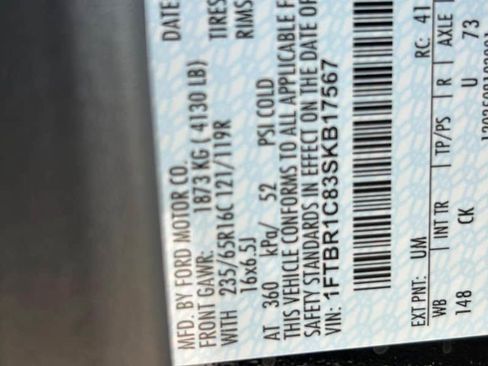 MFD. BY FORD MOTOR CO. DATE
FRONT GAWR: 1873 KG ( 4130 LB) TIRES
WITH 235/65R16C 121/119R RIMS
16x6.5J
AT 360 kPa/ 52 PSI COLD
THIS VEHICLE CONFORMS TO ALL APPLICABLE F
SAFETY STANDARDS IN EFFECT ON THE DATE OF
VIN: 1FTBR1C83SKB17567
EXT PNT: UM RC: 41
WB INT TR TP/PS R AXLE
148 CK U 73